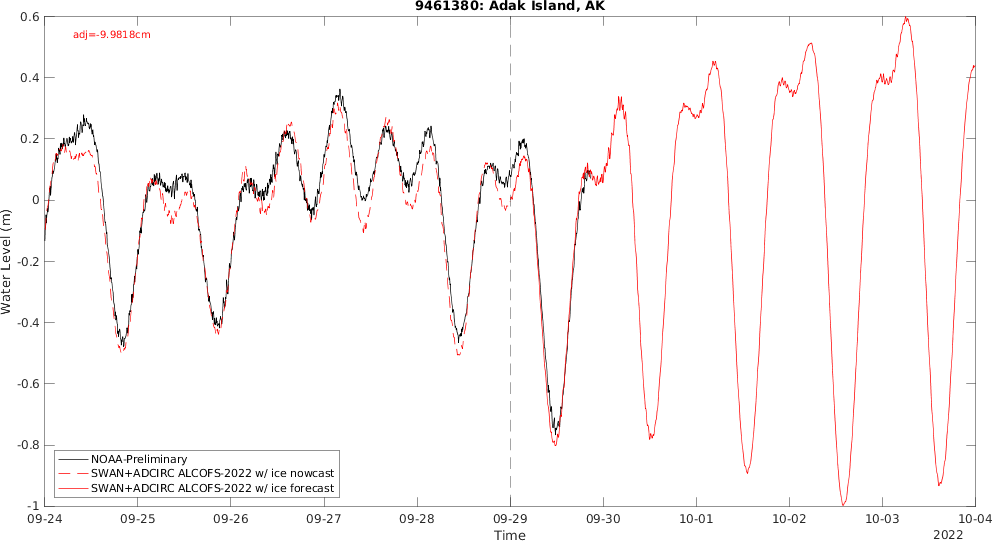 9461380: Adak Island, AK
adj=-9.9818cm
0.6
0.4
0.2
0
-0.2
-0.4
-0.6
-0.8
-1
Water Level (m)
NOAA-Preliminary
SWAN+ADCIRC ALCOFS-2022 w/ ice nowcast
SWAN+ADCIRC ALCOFS-2022 w/ ice forecast
09-24 09-25 09-26 09-27 09-28 09-29 09-30 10-01 10-02 10-03 10-04
Time
2022